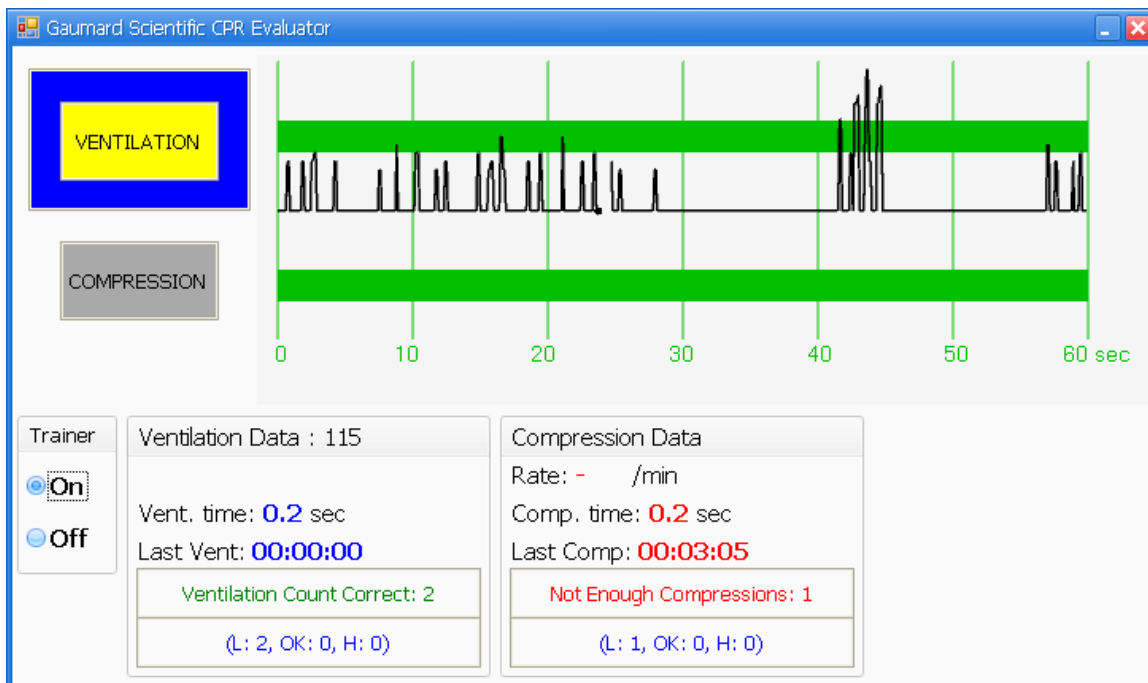 Gaumard Scientific CPR Evaluator
VENTILATION
COMPRESSION
0 10 20 30 40 50 60 sec
Trainer
On
Off
Ventilation Data : 115
Vent. time: 0.2 sec
Last Vent: 00:00:00
Ventilation Count Correct: 2
(L: 2, OK: 0, H: 0)
Compression Data
Rate: - /min
Comp. time: 0.2 sec
Last Comp: 00:03:05
Not Enough Compressions: 1
(L: 1, OK: 0, H: 0)